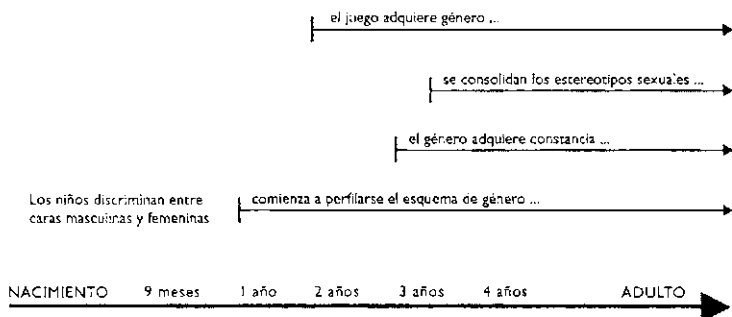 el juego adquiere género ...
se consolidan los estereotipos sexuales ...
el género adquiere constancia ...
Los niños discriminan entre
caras masculinas y femeninas
comienza a perfilarse el esquema de género ...
NACIMIENTO 9 meses 1 año 2 años 3 años 4 años ADULTO